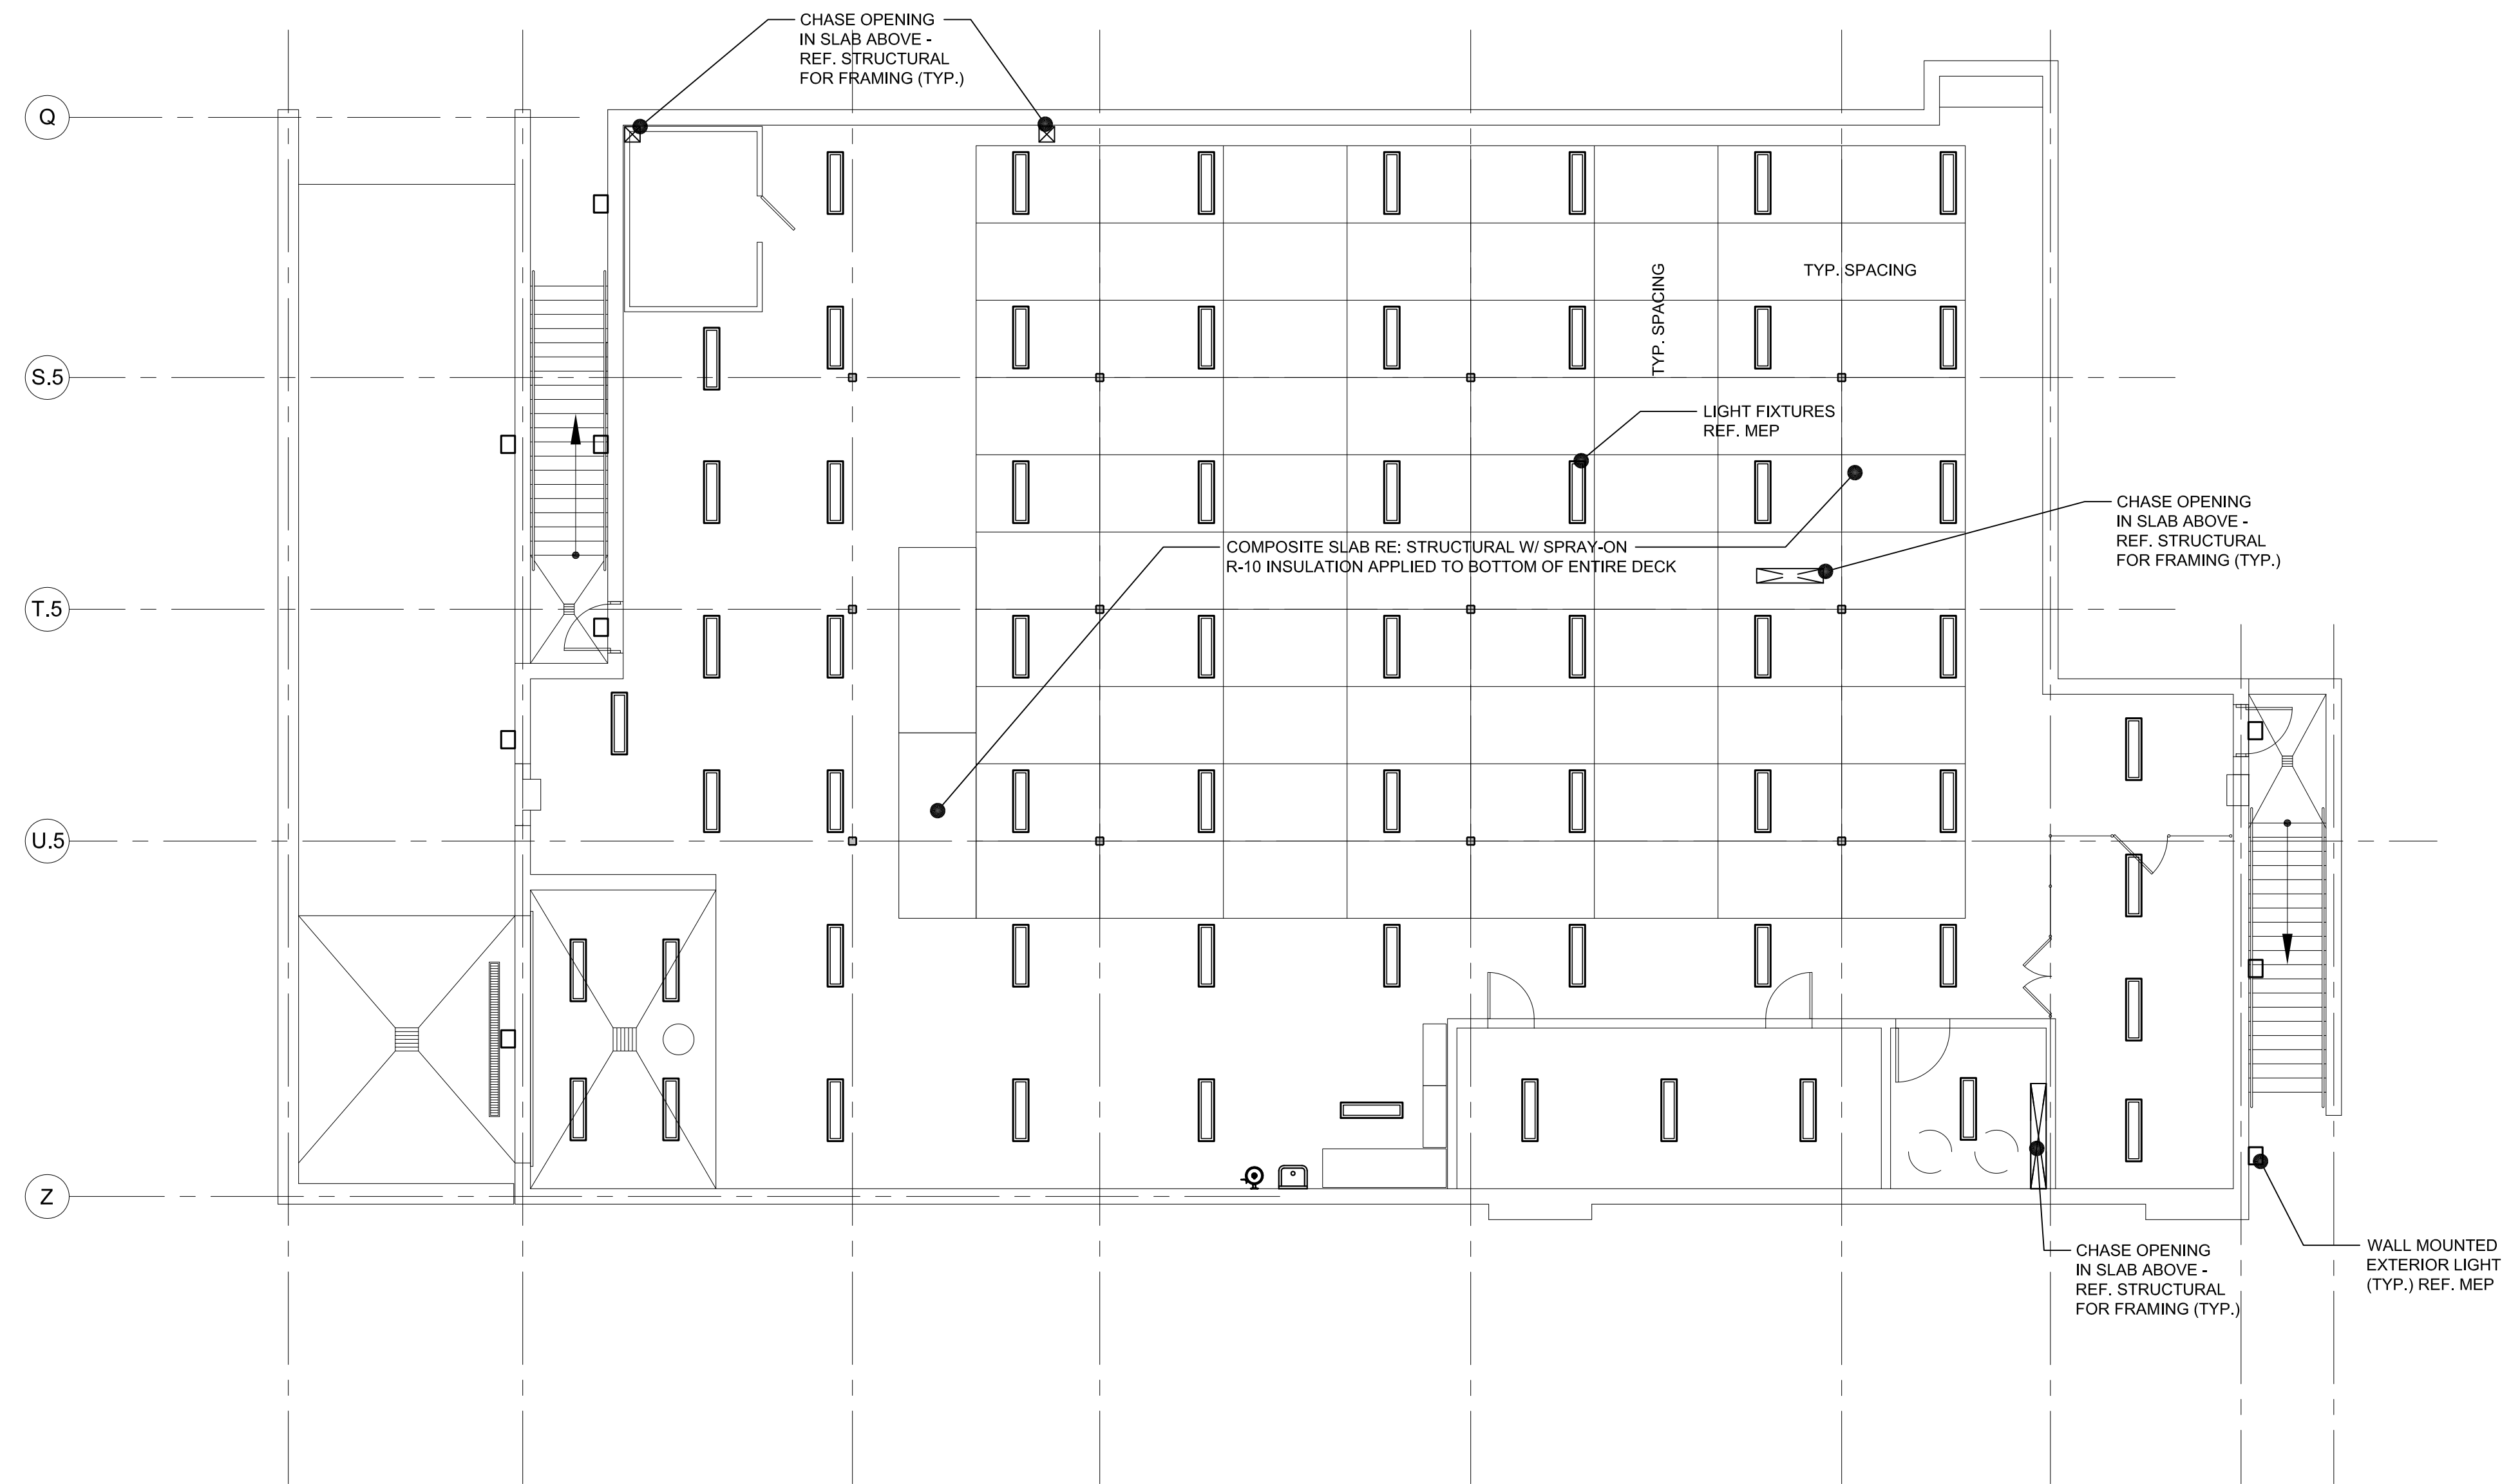 CHASE OPENING
IN SLAB ABOVE -
REF. STRUCTURAL
FOR FRAMING (TYP.)
Q
TYP. SPACING
TYP. SPACING
S.5
LIGHT FIXTURES
REF. MEP
CHASE OPENING
IN SLAB ABOVE -
REF. STRUCTURAL
FOR FRAMING (TYP.)
COMPOSITE SLAB RE: STRUCTURAL W/ SPRAY-ON
R-10 INSULATION APPLIED TO BOTTOM OF ENTIRE DECK
T.5
U.5
Z
CHASE OPENING
IN SLAB ABOVE -
REF. STRUCTURAL
FOR FRAMING (TYP.)
WALL MOUNTED
EXTERIOR LIGHT
(TYP.) REF. MEP